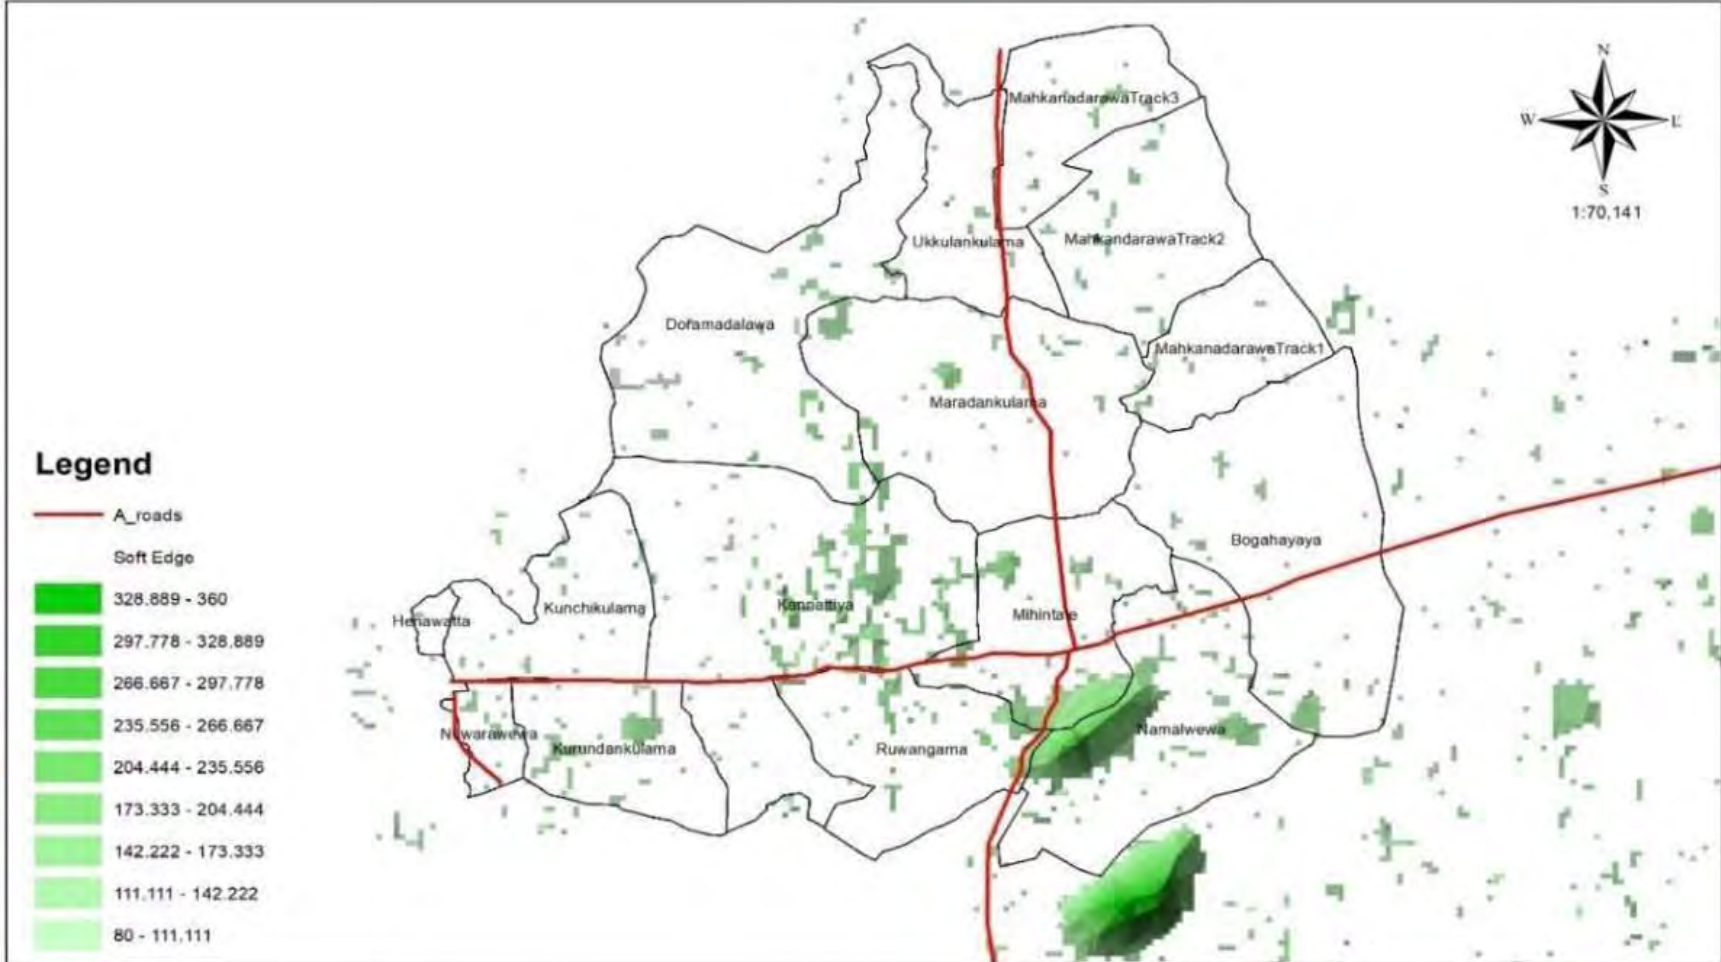 N
W
E
S
1:70,141
MahkanadarawaTrack3
Ukkulankulama
MahkandarawaTrack2
Doramadalawa
MahkanadarawaTrack1
Maradankulama
Bogahayaya
Kannattiya
Kunchikulama
Mihintale
Henawatta
Namalwewa
Nuwarawewa
Kurundankulama
Ruwangama
Legend
A_roads
Soft Edge
328.889 - 360
297.778 - 328.889
266.667 - 297.778
235.556 - 266.667
204.444 - 235.556
173.333 - 204.444
142.222 - 173.333
111.111 - 142.222
80 - 111.111